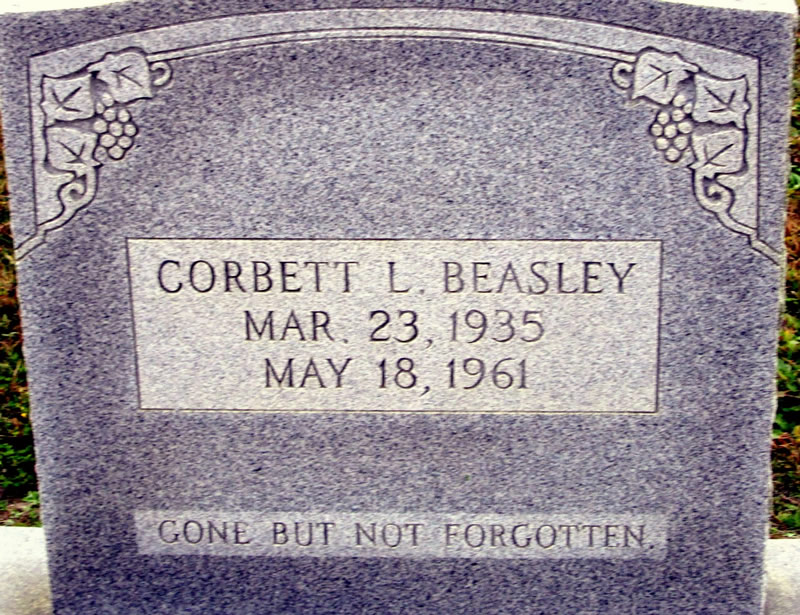 CORBETT L. BEASLEY
MAR. 23, 1935
MAY 18, 1961
GONE BUT NOT FORGOTTEN.